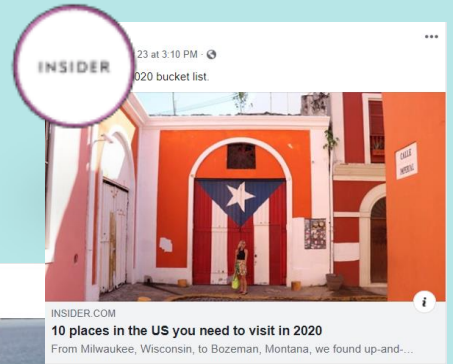 INSIDER
23 at 3:10 PM ·
020 bucket list.
CALLE
IMPERIAL
i
INSIDER.COM
10 places in the US you need to visit in 2020
From Milwaukee, Wisconsin, to Bozeman, Montana, we found up-and-...